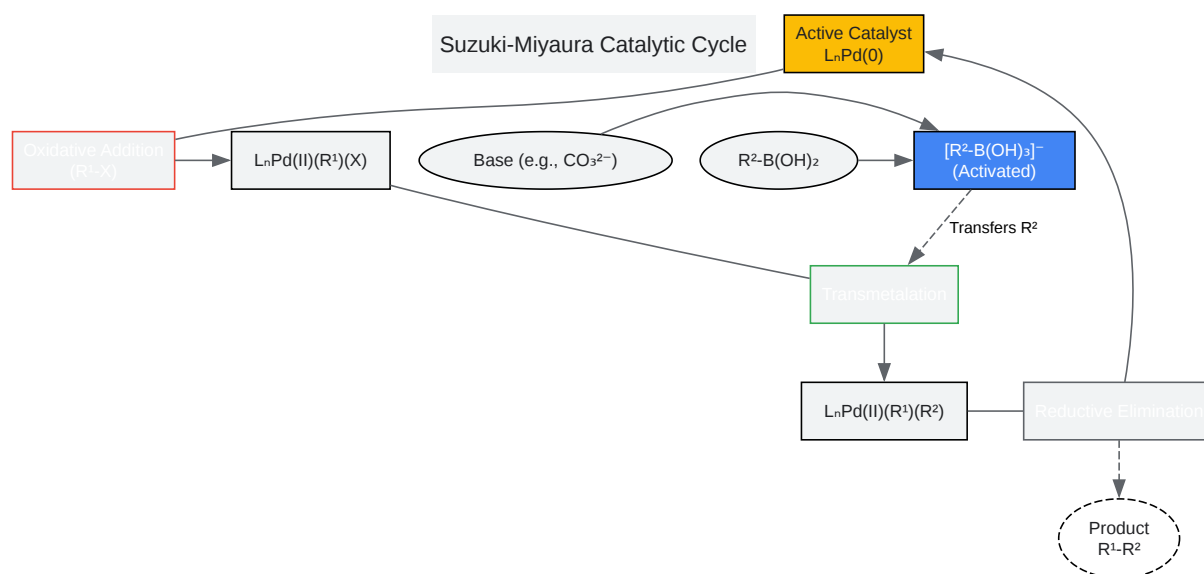 Suzuki-Miyaura Catalytic Cycle
Active Catalyst
LₙPd(0)
Oxidative Addition
(R¹-X)
LₙPd(II)(R¹)(X)
Base (e.g., CO₃²⁻)
R²-B(OH)₂
[R²-B(OH)₃]⁻
(Activated)
Transfers R²
Transmetalation
LₙPd(II)(R¹)(R²)
Reductive Elimination
Product
R¹-R²